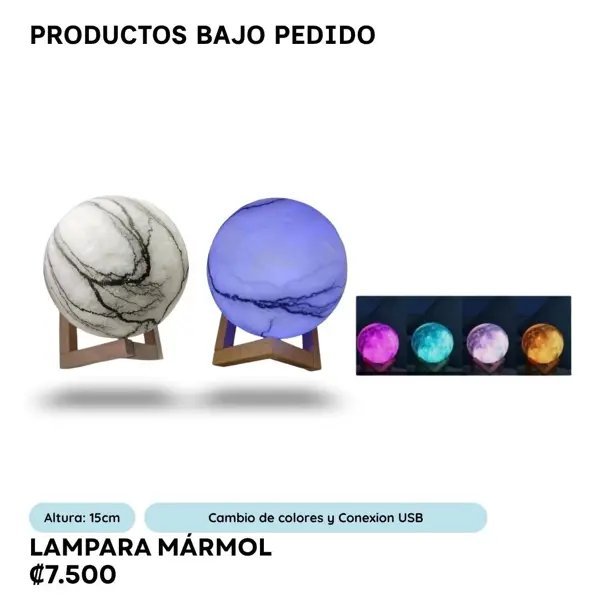 PRODUCTOS BAJO PEDIDO
Altura: 15cm
Cambio de colores y Conexion USB
LAMPARA MÁRMOL
₡7.500